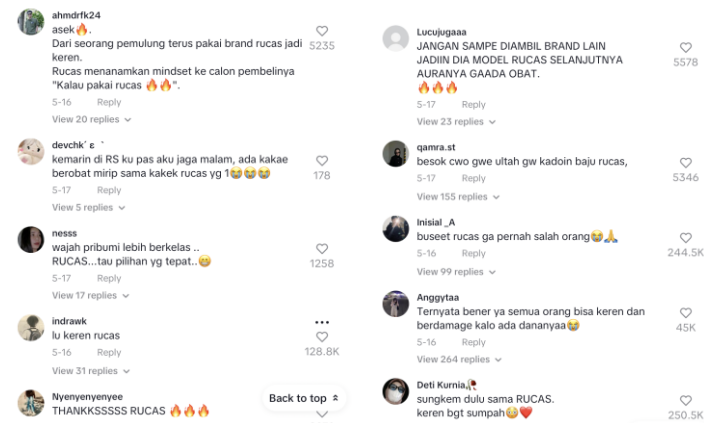 ahmdrfk24
asek🔥.
Dari seorang pemulung terus pakai brand rucas jadi
keren.
Rucas menanamkan mindset ke calon pembelinya
"Kalau pakai rucas 🔥🔥".
5-16 Reply
View 20 replies
5235
devchk´ ε `
kemarin di RS ku pas aku jaga malam, ada kakae
berobat mirip sama kakek rucas yg 1😭😭😭
5-17 Reply
View 5 replies
178
nesss
wajah pribumi lebih berkelas ..
RUCAS...tau pilihan yg tepat..😁
5-17 Reply
View 17 replies
1258
indrawk
lu keren rucas
5-16 Reply
View 31 replies
128.8K
Nyenyenyenyee
THANKKSSSSS RUCAS 🔥🔥🔥
Back to top
Lucujugaaa
JANGAN SAMPE DIAMBIL BRAND LAIN
JADIIN DIA MODEL RUCAS SELANJUTNYA
AURANYA GAADA OBAT.
🔥🔥🔥
5-17 Reply
View 23 replies
5578
qamra.st
besok cwo gwe ultah gw kadoin baju rucas,
5-17 Reply
View 155 replies
5346
Inisial _A
buseet rucas ga pernah salah orang😭🙏
5-16 Reply
View 99 replies
244.5K
Anggytaa
Ternyata bener ya semua orang bisa keren dan
berdamage kalo ada dananyaa😭
5-16 Reply
View 264 replies
45K
Deti Kurnia🥀
sungkem dulu sama RUCAS.
keren bgt sumpah🥹❤️
250.5K